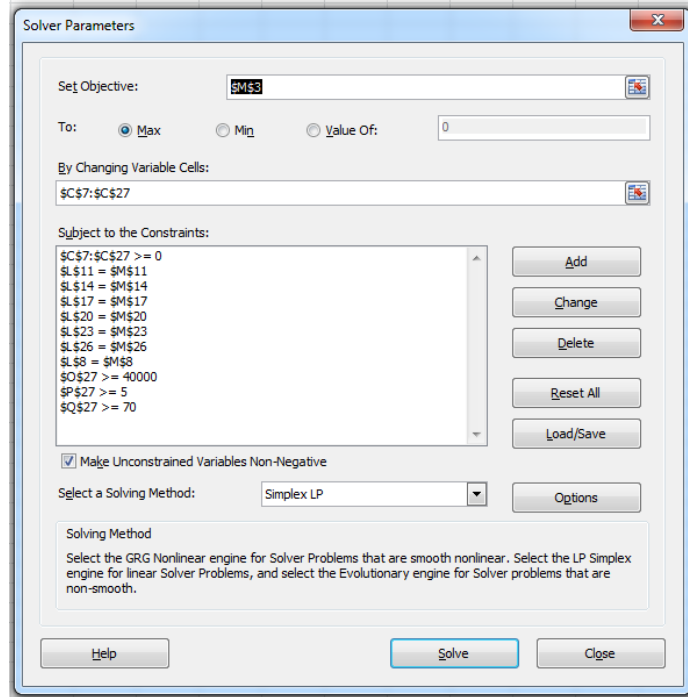 Solver Parameters
Set Objective:
$M$3
To:
Max
Min
Value Of:
0
By Changing Variable Cells:
$C$7:$C$27
Subject to the Constraints:
$C$7:$C$27 >= 0
$L$11 = $M$11
$L$14 = $M$14
$L$17 = $M$17
$L$20 = $M$20
$L$23 = $M$23
$L$26 = $M$26
$L$8 = $M$8
$O$27 >= 40000
$P$27 >= 5
$Q$27 >= 70
Add
Change
Delete
Reset All
Load/Save
Make Unconstrained Variables Non-Negative
Select a Solving Method:
Simplex LP
Options
Solving Method
Select the GRG Nonlinear engine for Solver Problems that are smooth nonlinear. Select the LP Simplex
engine for linear Solver Problems, and select the Evolutionary engine for Solver problems that are
non-smooth.
Help
Solve
Close